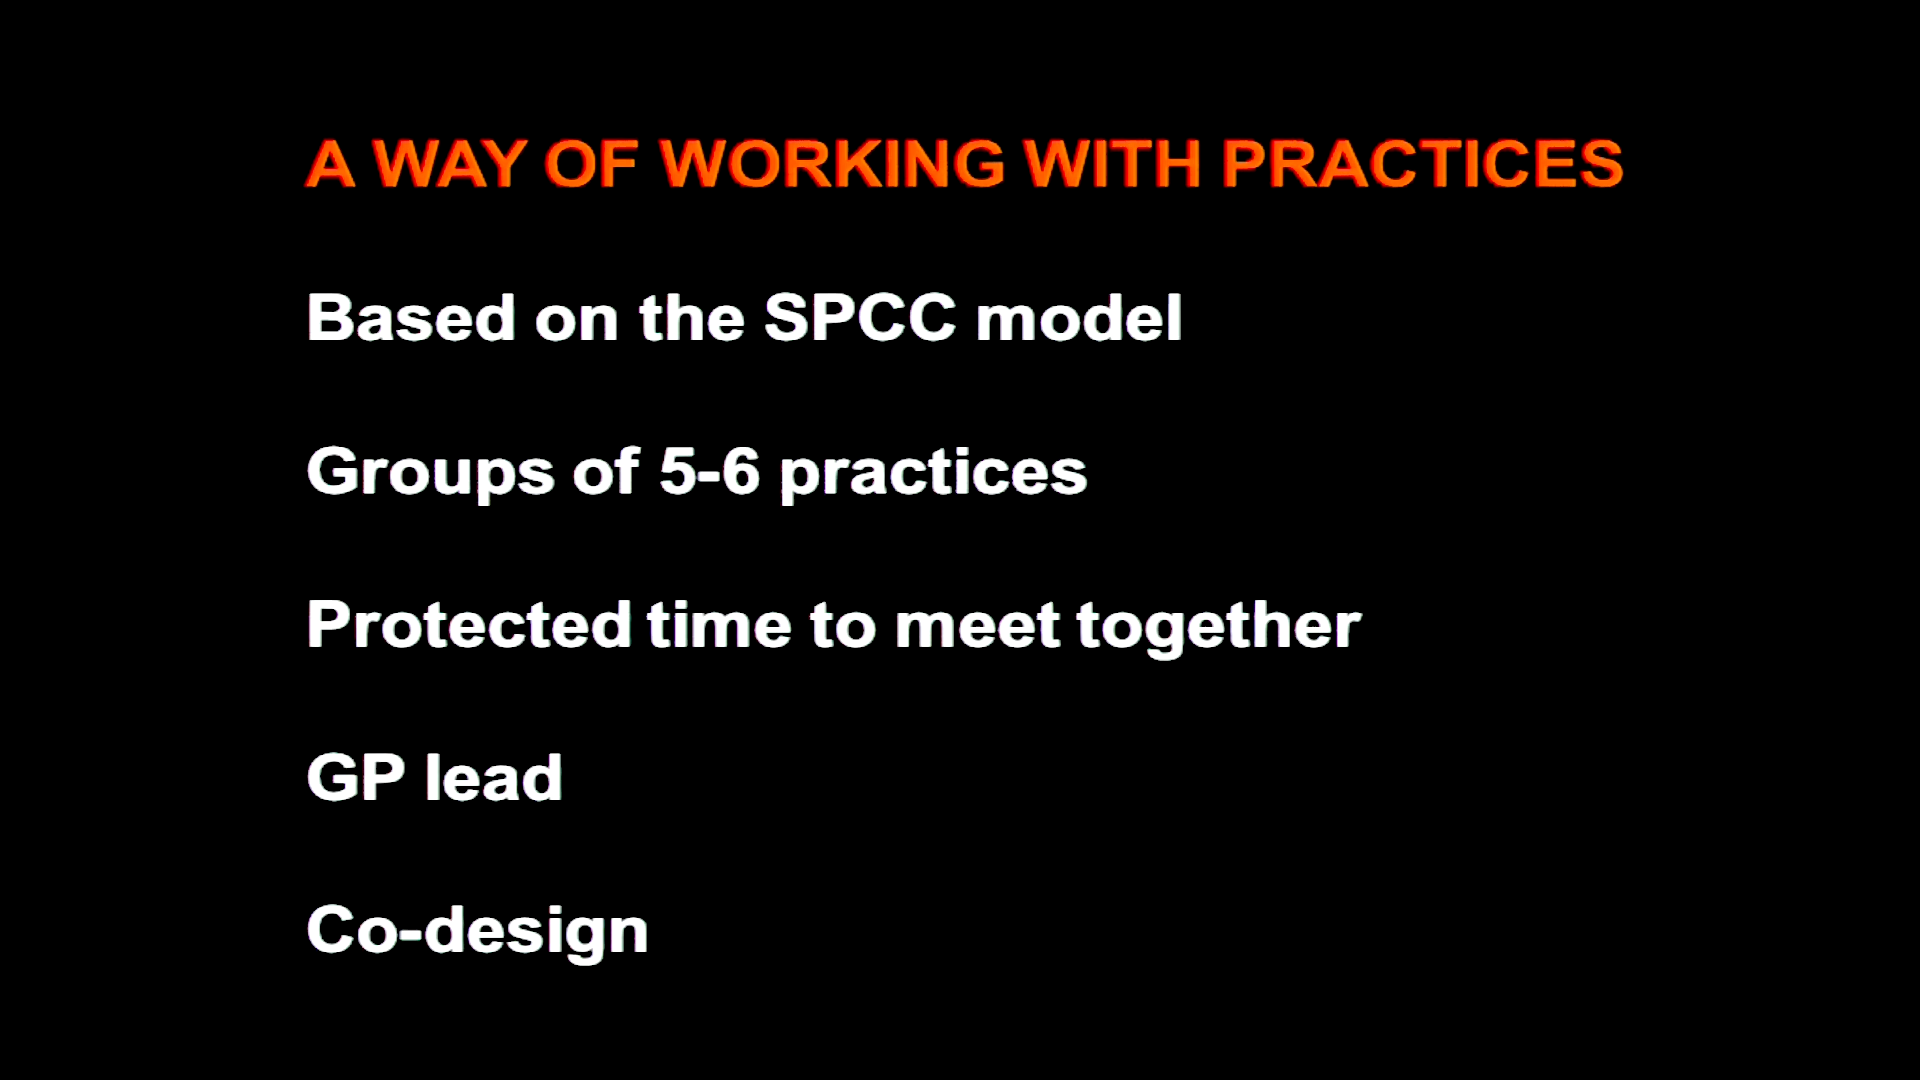 A WAY OF WORKING WITH PRACTICES
Based on the SPCC model
Groups of 5-6 practices
Protected time to meet together
GP lead
Co-design